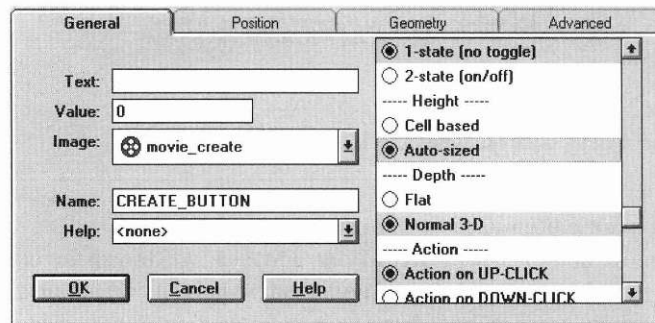 General Position Geometry Advanced
Text:
Value: 0
Image: movie_create
Name: CREATE_BUTTON
Help: <none>
OK Cancel Help
1-state (no toggle)
2-state (on/off)
----- Height -----
Cell based
Auto-sized
----- Depth -----
Flat
Normal 3-D
----- Action -----
Action on UP-CLICK
Action on DOWN-CLICK